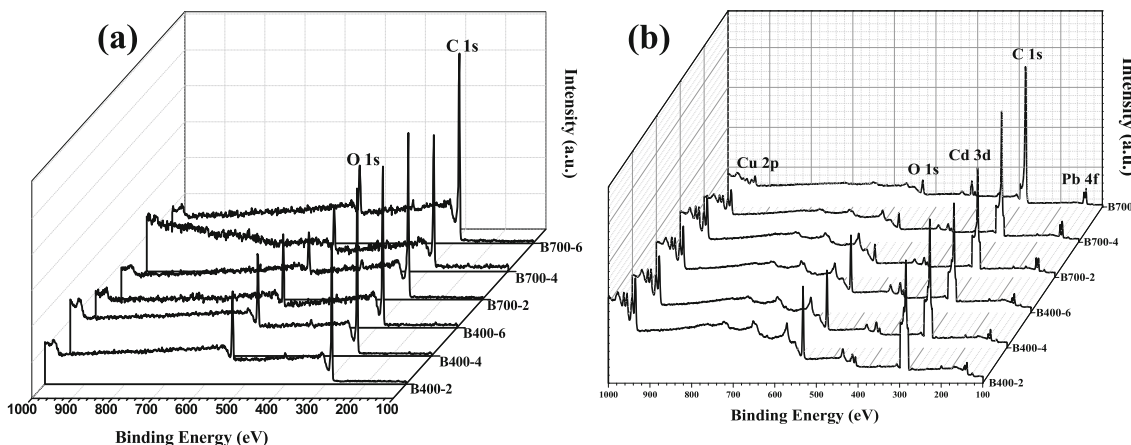 (a)
C 1s
O 1s
Intensity (a.u.)
B700-6
B700-4
B700-2
B400-6
B400-4
B400-2
1000 900 800 700 600 500 400 300 200 100
Binding Energy (eV)
(b)
C 1s
Cu 2p
O 1s
Cd 3d
Pb 4f
Intensity (a.u.)
B700
B700-4
B700-2
B400-6
B400-4
B400-2
1000 900 800 700 600 500 400 300 200 100
Binding Energy (eV)